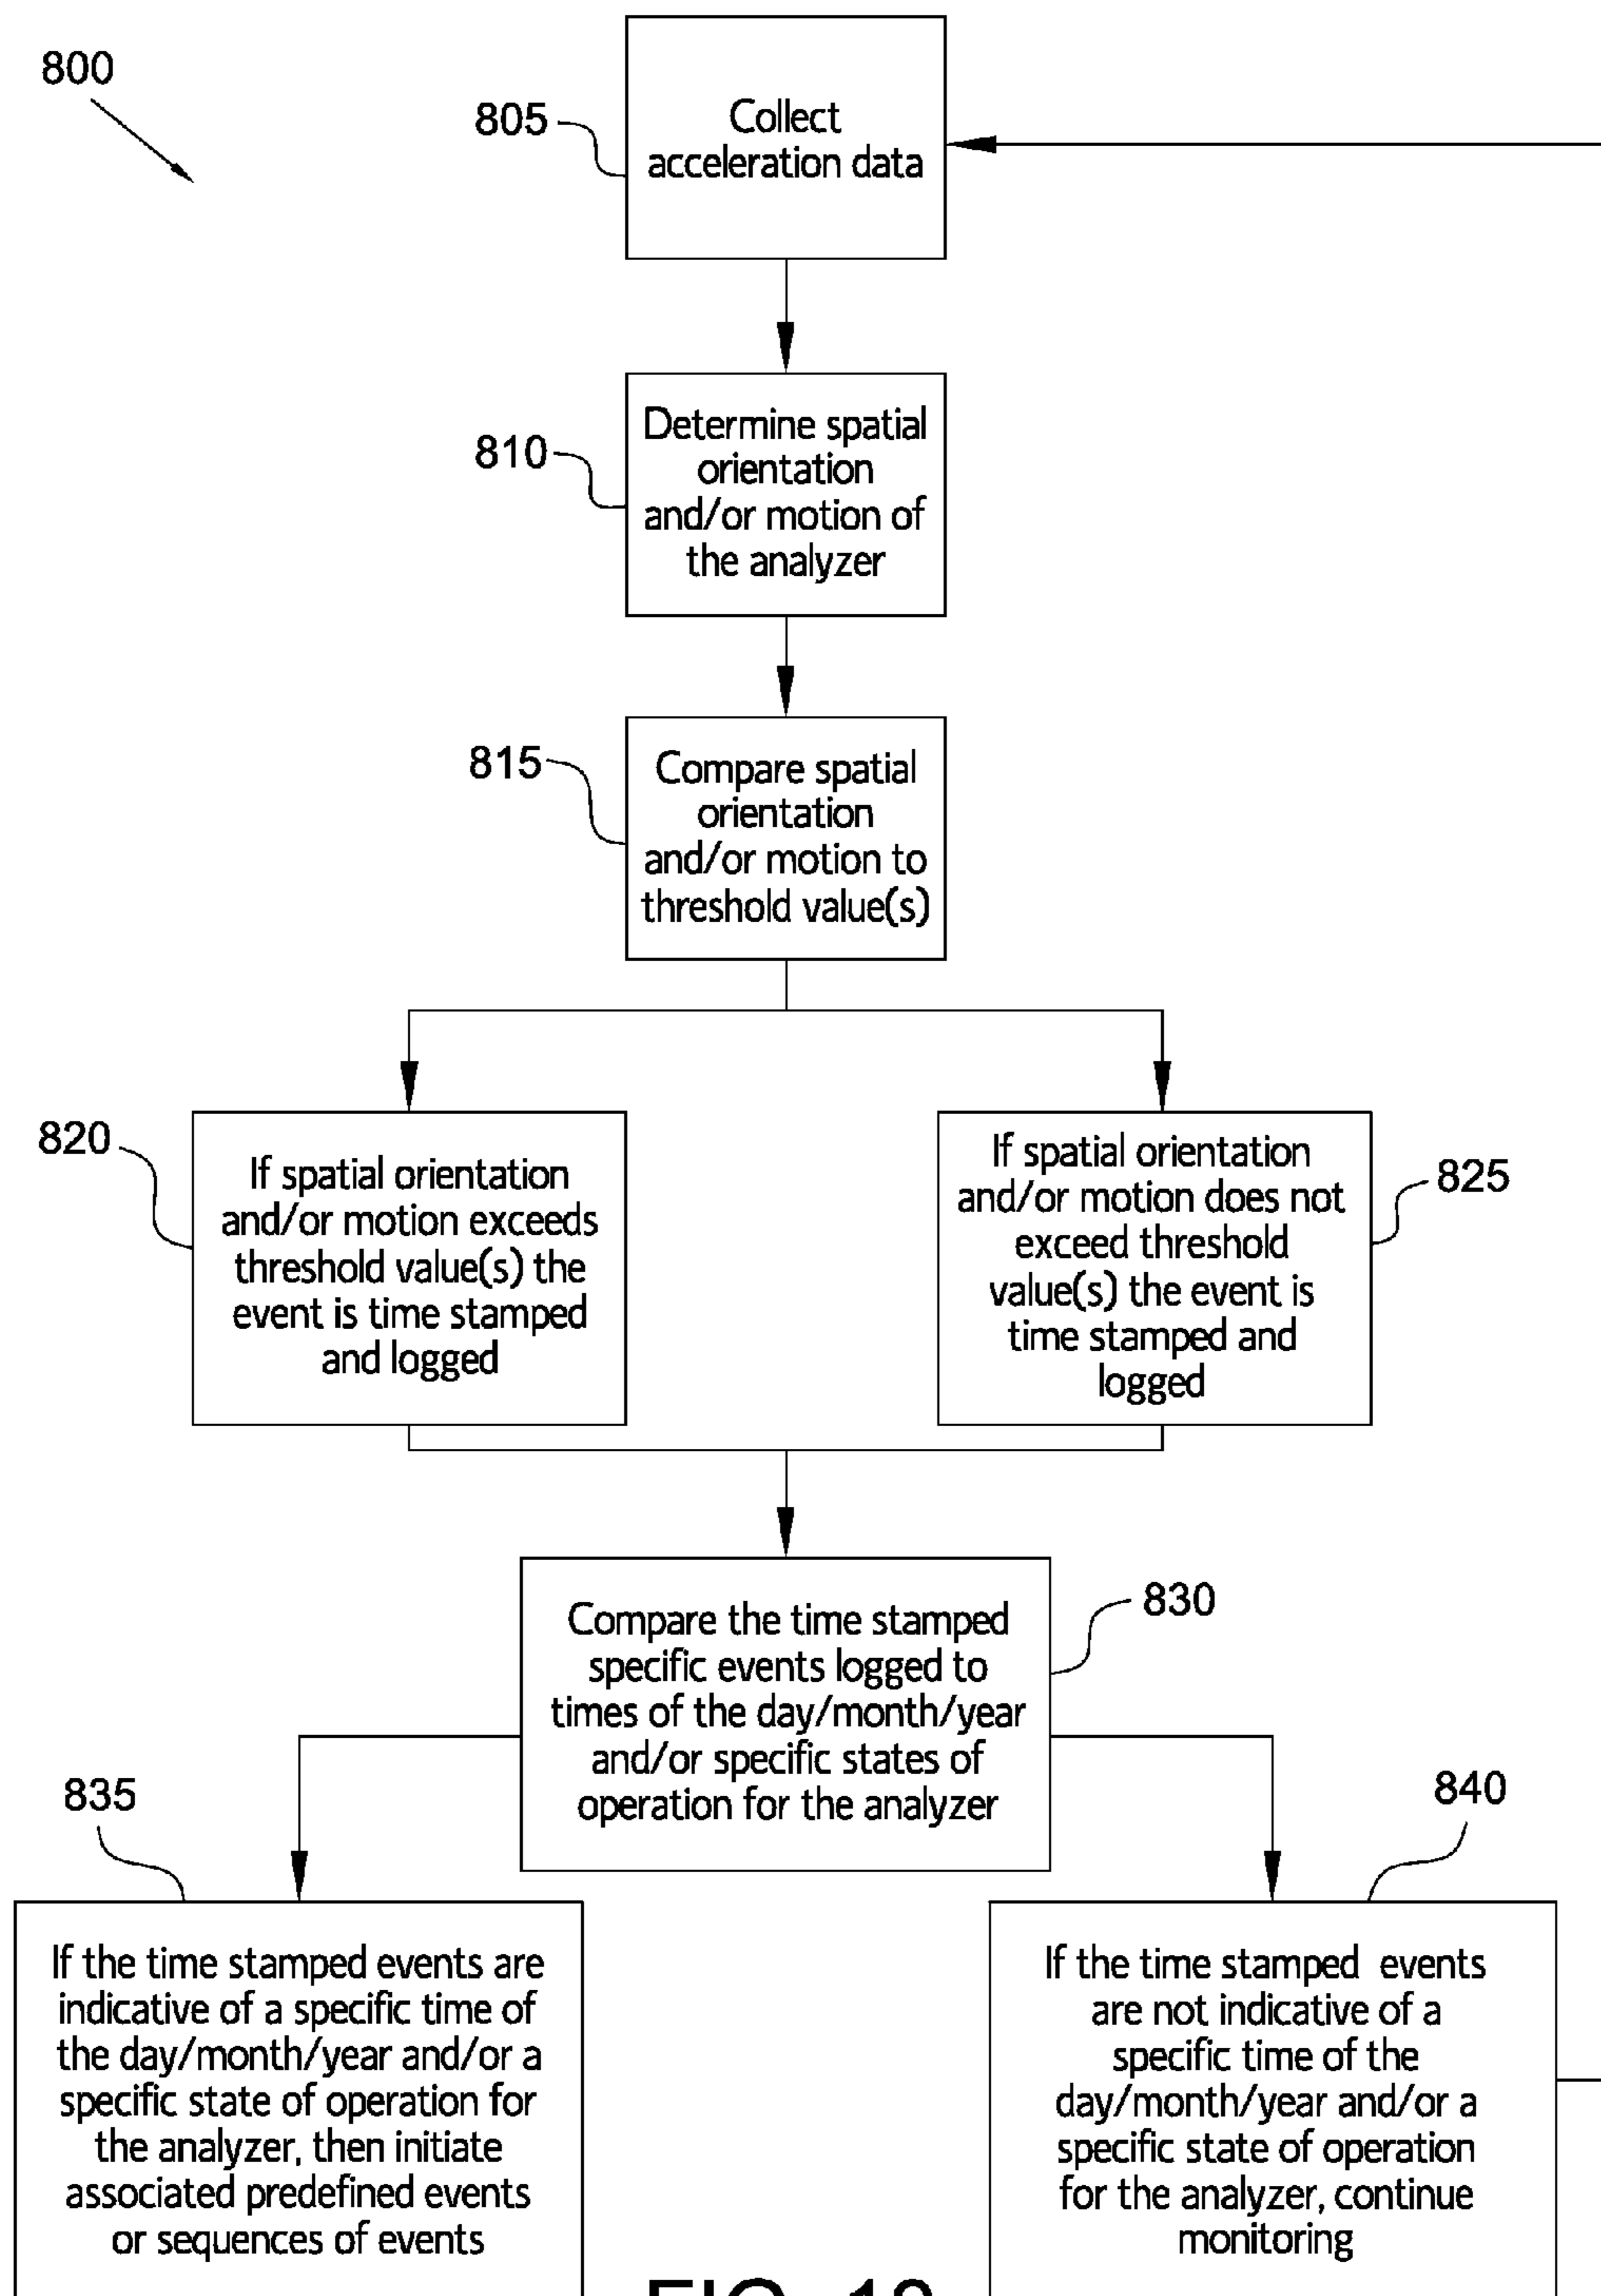 800
805
Collect
acceleration data
810
Determine spatial
orientation
and/or motion of
the analyzer
815
Compare spatial
orientation
and/or motion to
threshold value(s)
820
If spatial orientation
and/or motion exceeds
threshold value(s) the
event is time stamped
and logged
If spatial orientation
and/or motion does not
exceed threshold
value(s) the event is
time stamped and
logged
825
Compare the time stamped
specific events logged to
times of the day/month/year
and/or specific states of
operation for the analyzer
830
835
If the time stamped events are
indicative of a specific time of
the day/month/year and/or a
specific state of operation for
the analyzer, then initiate
associated predefined events
or sequences of events
840
If the time stamped events
are not indicative of a
specific time of the
day/month/year and/or a
specific state of operation
for the analyzer, continue
monitoring
FIG.